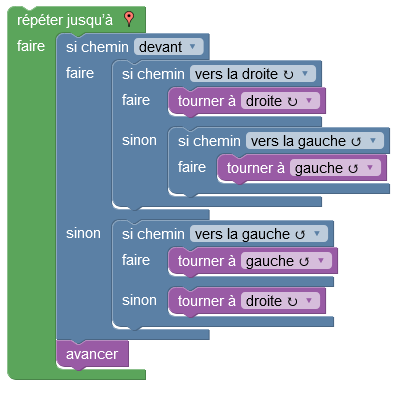 répéter jusqu'à
faire si chemin devant
faire si chemin vers la droite ↻
faire tourner à droite ↻
sinon si chemin vers la gauche ↺
faire tourner à gauche ↺
sinon si chemin vers la gauche ↺
faire tourner à gauche ↺
sinon tourner à droite ↻
avancer